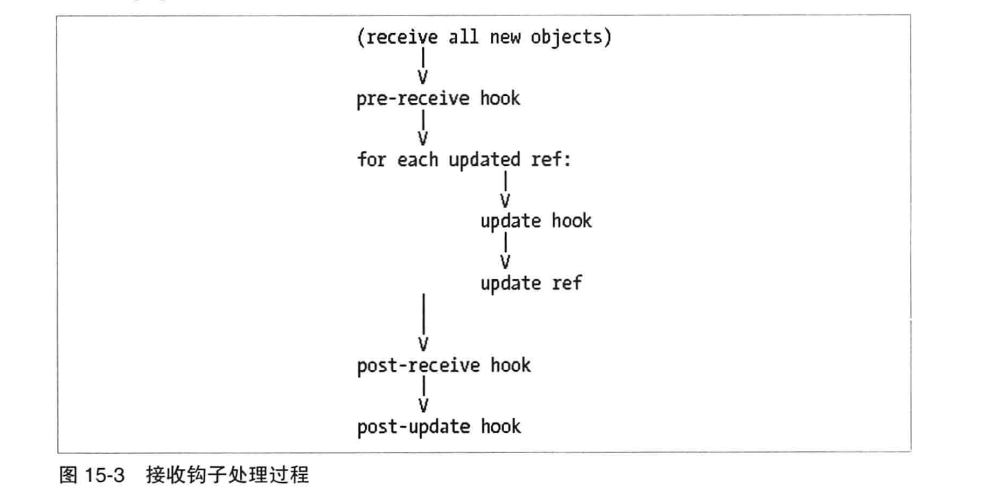 (receive all new objects)
|
V
pre-receive hook
|
V
for each updated ref:
|
V
update hook
|
V
update ref
|
V
post-receive hook
|
V
post-update hook
图 15-3 接收钩子处理过程